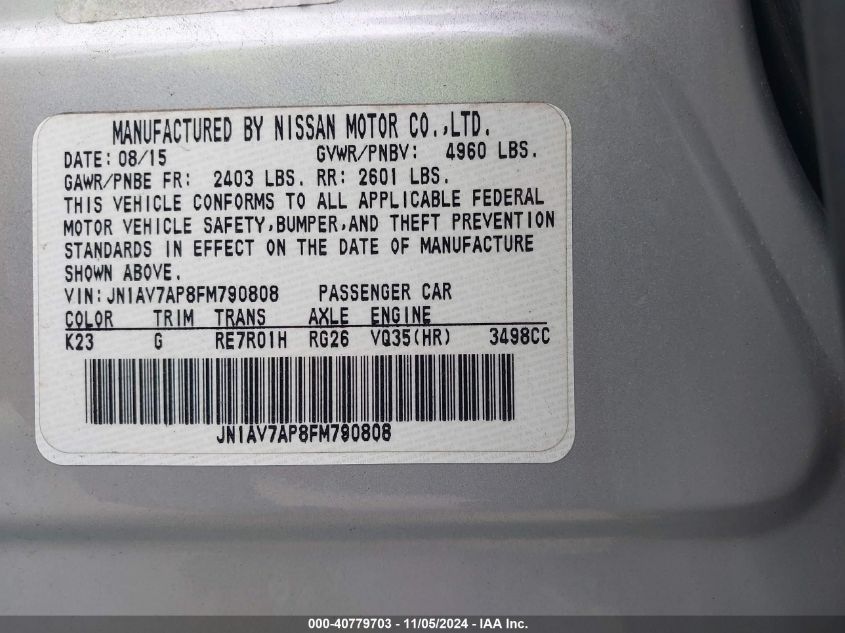 MANUFACTURED BY NISSAN MOTOR CO.,LTD.
DATE: 08/15 GVWR/PNBV: 4960 LBS.
GAWR/PNBE FR: 2403 LBS. RR: 2601 LBS.
THIS VEHICLE CONFORMS TO ALL APPLICABLE FEDERAL
MOTOR VEHICLE SAFETY,BUMPER,AND THEFT PREVENTION
STANDARDS IN EFFECT ON THE DATE OF MANUFACTURE
SHOWN ABOVE.
VIN:JN1AV7AP8FM790808 PASSENGER CAR
COLOR TRIM TRANS AXLE ENGINE
K23 G RE7R01H RG26 VQ35(HR) 3498CC
JN1AV7AP8FM790808
000-40779703 - 11/05/2024 - IAA Inc.